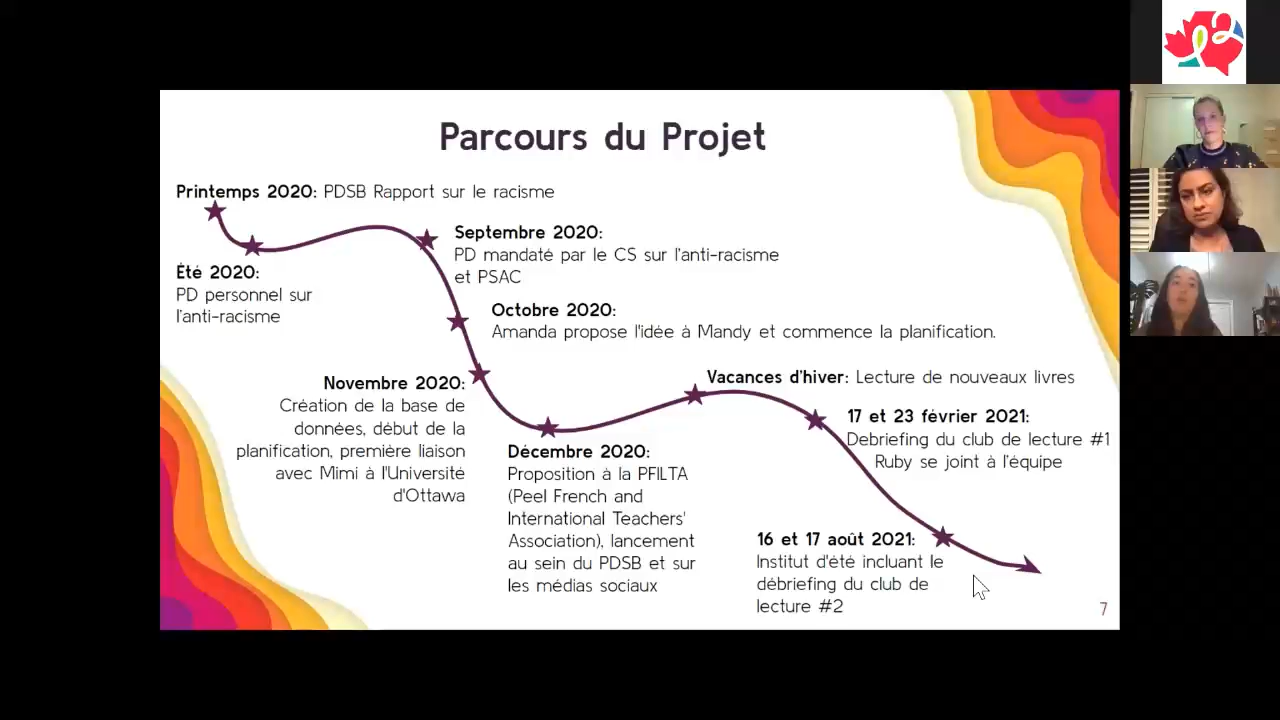 Parcours du Projet
Printemps 2020: PDSB Rapport sur le racisme
Été 2020:
PD personnel sur
l'anti-racisme
Septembre 2020:
PD mandaté par le CS sur l'anti-racisme
et PSAC
Octobre 2020:
Amanda propose l'idée à Mandy et commence la planification.
Novembre 2020:
Création de la base de
données, début de la
planification, première liaison
avec Mimi à l'Université
d'Ottawa
Décembre 2020:
Proposition à la PFILTA
(Peel French and
International Teachers'
Association), lancement
au sein du PDSB et sur
les médias sociaux
Vacances d'hiver: Lecture de nouveaux livres
17 et 23 février 2021:
Debriefing du club de lecture #1
Ruby se joint à l'équipe
16 et 17 août 2021:
Institut d'été incluant le
débriefing du club de
lecture #2
7